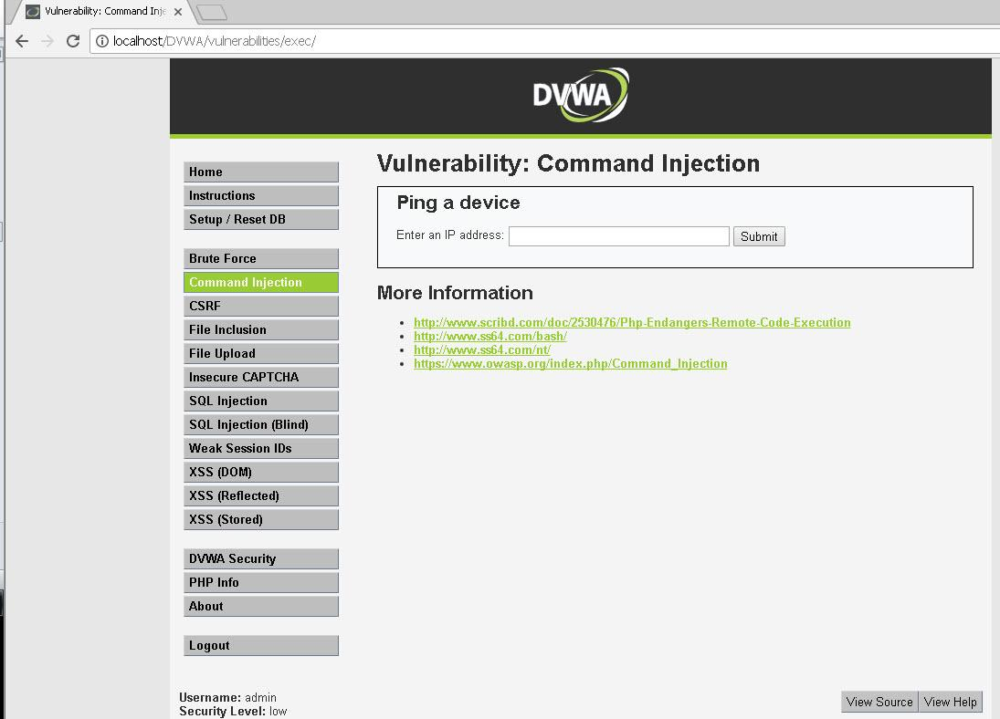 Vulnerability: Command Inje
localhost/DVWA/vulnerabilities/exec/
DVWA
Home
Instructions
Setup / Reset DB
Brute Force
Command Injection
CSRF
File Inclusion
File Upload
Insecure CAPTCHA
SQL Injection
SQL Injection (Blind)
Weak Session IDs
XSS (DOM)
XSS (Reflected)
XSS (Stored)
DVWA Security
PHP Info
About
Logout
Vulnerability: Command Injection
Ping a device
Enter an IP address: Submit
More Information
http://www.scribd.com/doc/2530476/Php-Endangers-Remote-Code-Execution
http://www.ss64.com/bash/
http://www.ss64.com/nt/
https://www.owasp.org/index.php/Command_Injection
Username: admin
Security Level: low
View Source View Help